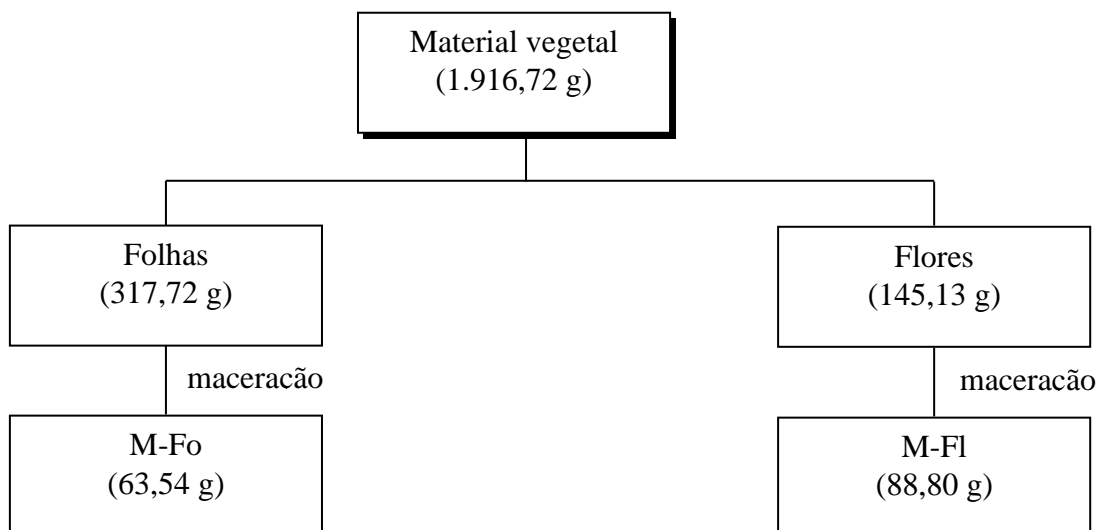 Material vegetal
(1.916,72 g)
Folhas
(317,72 g)
Flores
(145,13 g)
maceracão
maceracão
M-Fo
(63,54 g)
M-Fl
(88,80 g)